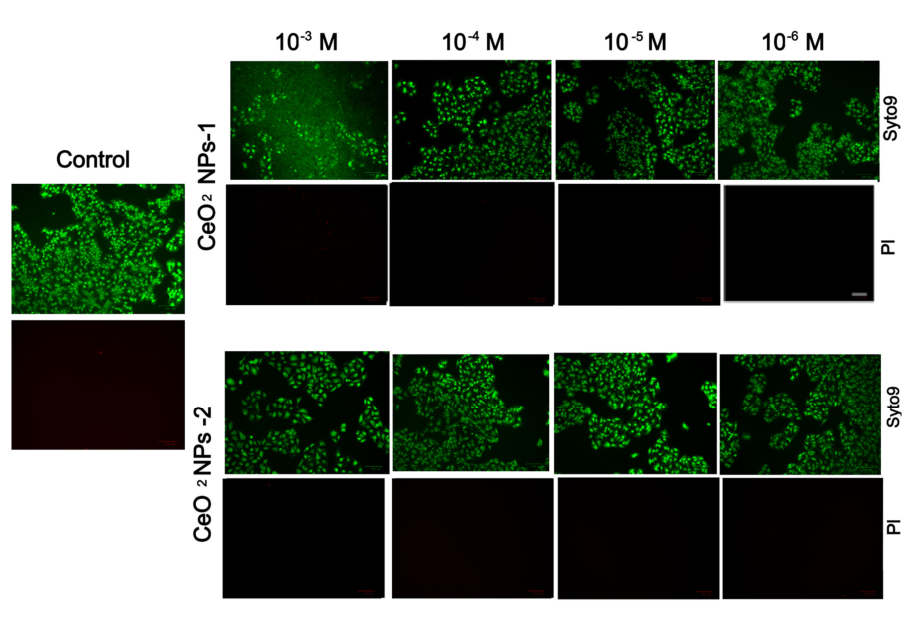 10⁻³ M 10⁻⁴ M 10⁻⁵ M 10⁻⁶ M
Control
CeO₂ NPs-1
Syto9
PI
CeO₂ NPs-2
Syto9
PI